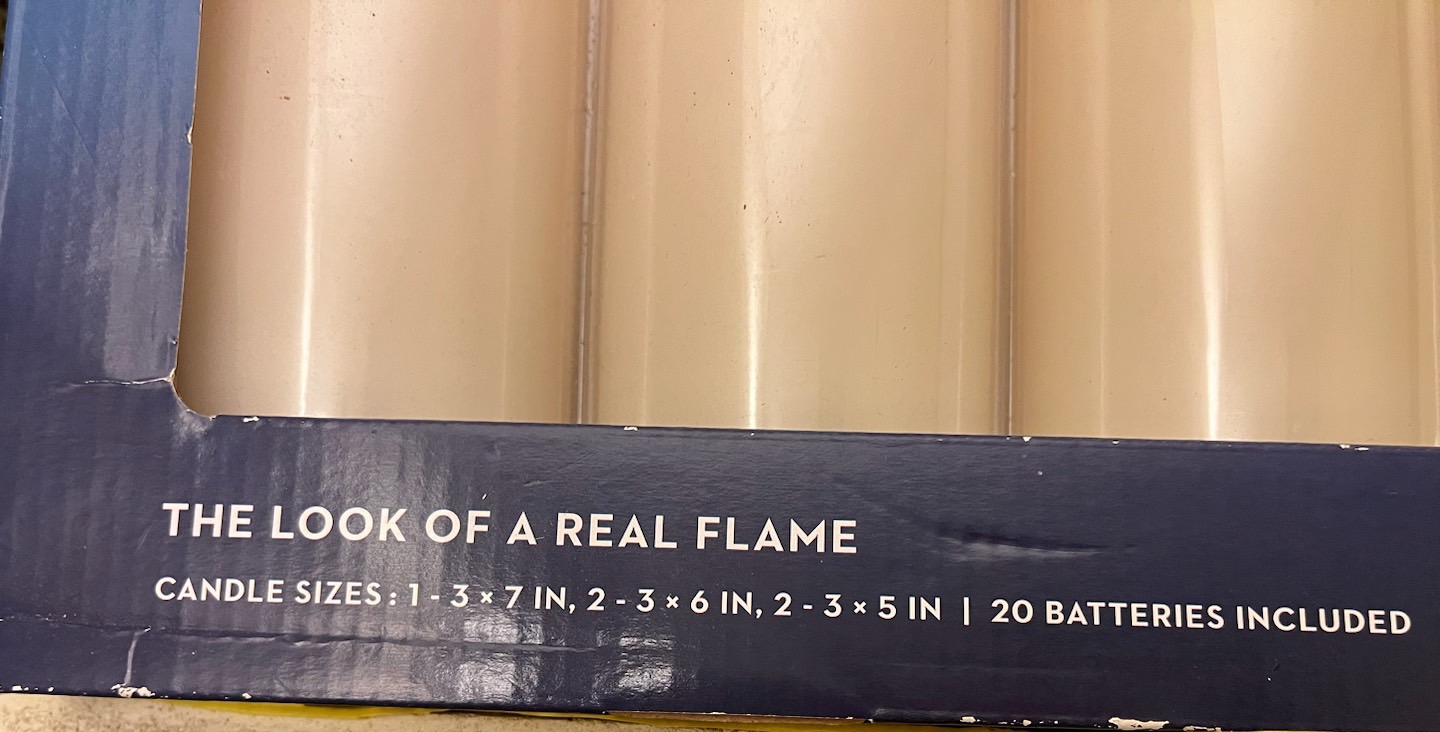 THE LOOK OF A REAL FLAME
CANDLE SIZES : 1 - 3 × 7 IN, 2 - 3 × 6 IN, 2 - 3 × 5 IN | 20 BATTERIES INCLUDED